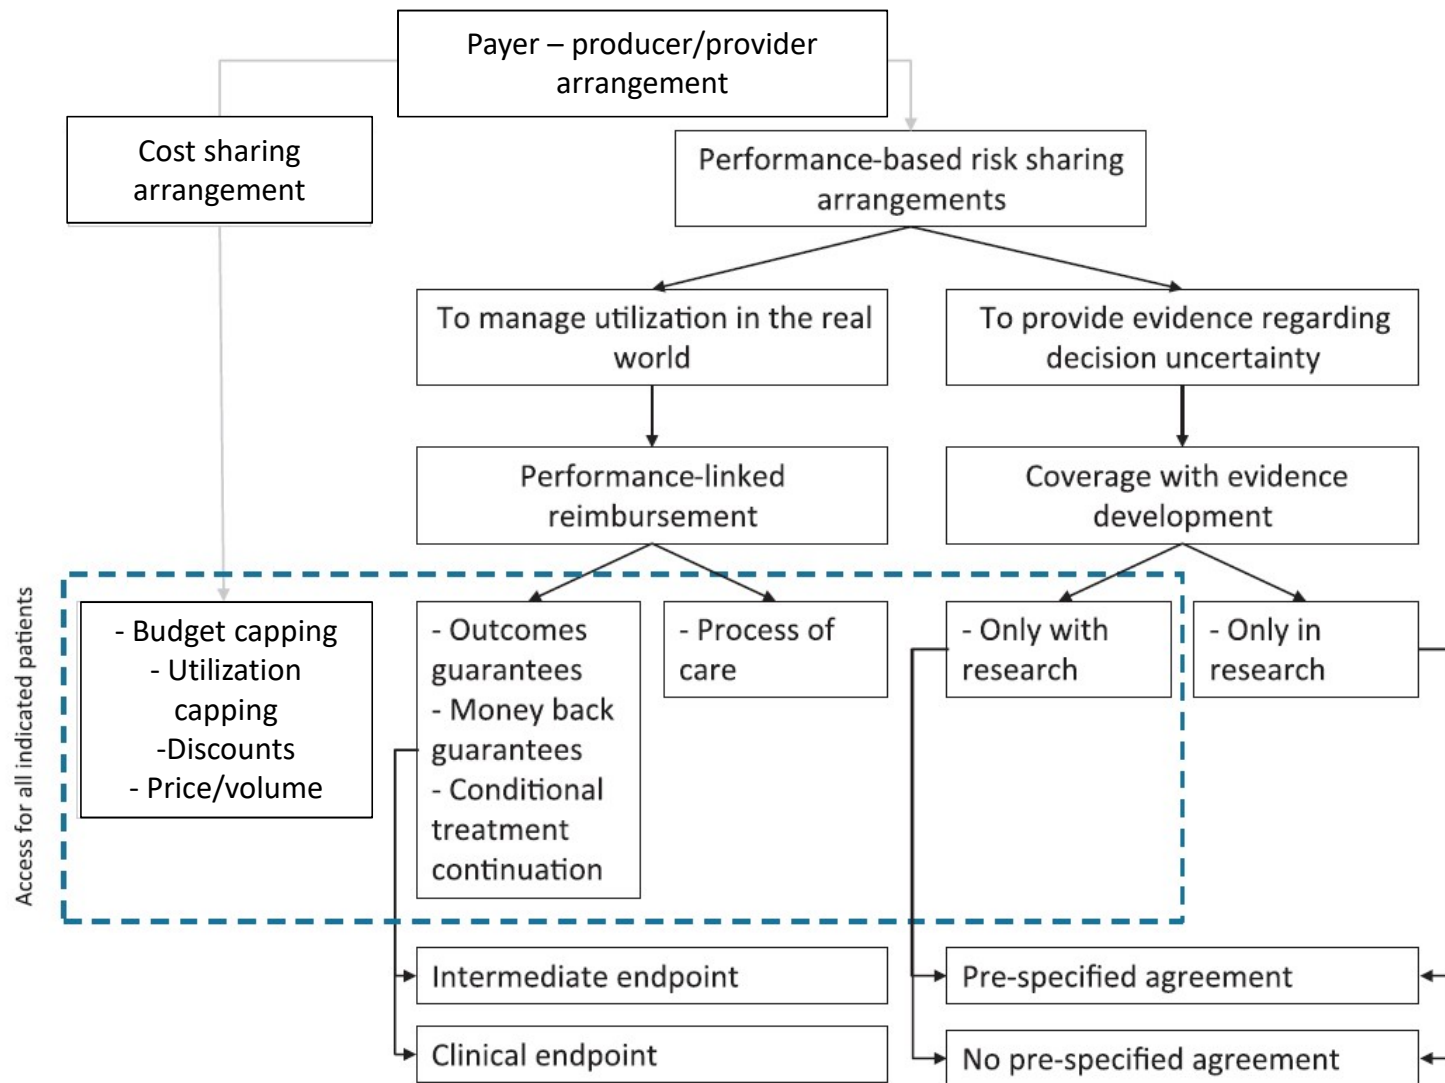 Payer – producer/provider
arrangement
Cost sharing
arrangement
Performance-based risk sharing
arrangements
To manage utilization in the real
world
To provide evidence regarding
decision uncertainty
Performance-linked
reimbursement
Coverage with evidence
development
Access for all indicated patients
- Budget capping
- Utilization
capping
-Discounts
- Price/volume
- Outcomes
guarantees
- Money back
guarantees
- Conditional
treatment
continuation
- Process of
care
- Only with
research
- Only in
research
Intermediate endpoint
Pre-specified agreement
Clinical endpoint
No pre-specified agreement